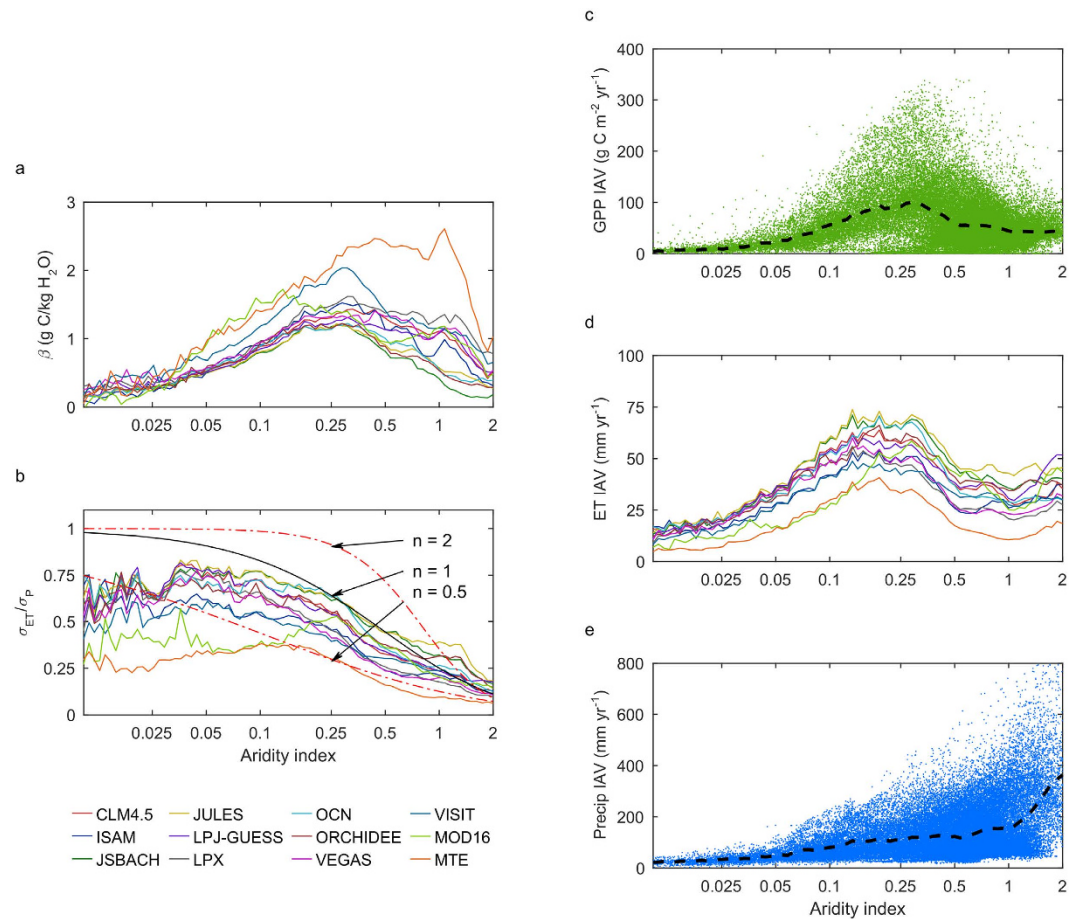 a
3
2
1
0
β (g C/kg H2O)
0.025 0.05 0.1 0.25 0.5 1 2
b
1
0.75
0.5
0.25
0
σET/σP
n = 2
n = 1
n = 0.5
0.025 0.05 0.1 0.25 0.5 1 2
Aridity index
CLM4.5 JULES OCN VISIT
ISAM LPJ-GUESS ORCHIDEE MOD16
JSBACH LPX VEGAS MTE
c
400
300
200
100
0
GPP IAV (g C m-2 yr-1)
0.025 0.05 0.1 0.25 0.5 1 2
d
100
75
50
25
0
ET IAV (mm yr-1)
0.025 0.05 0.1 0.25 0.5 1 2
e
800
600
400
200
0
Precip IAV (mm yr-1)
0.025 0.05 0.1 0.25 0.5 1 2
Aridity index